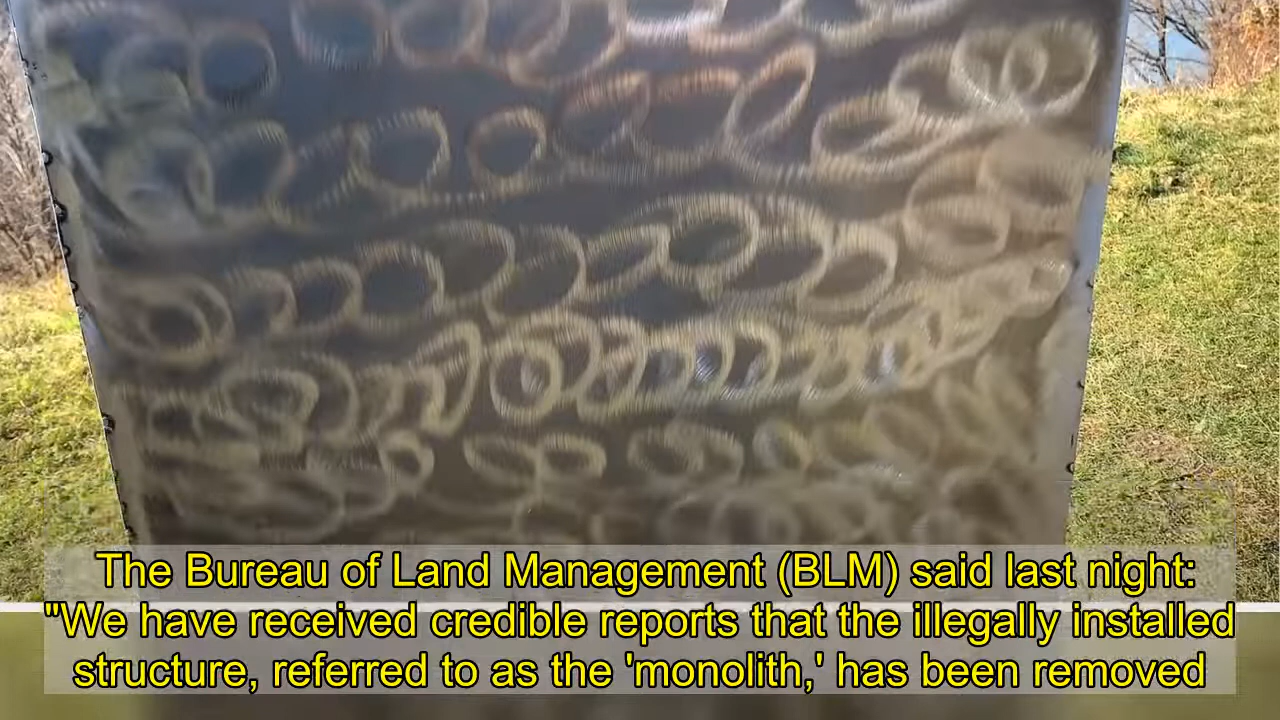 The Bureau of Land Management (BLM) said last night:
"We have received credible reports that the illegally installed
structure, referred to as the 'monolith,' has been removed